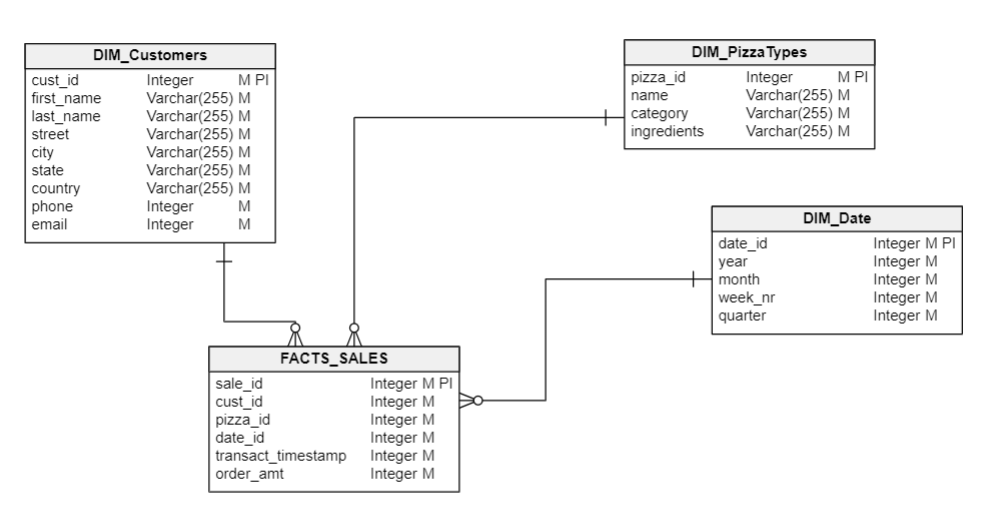 DIM_Customers
cust_id Integer M PI
first_name Varchar(255) M
last_name Varchar(255) M
street Varchar(255) M
city Varchar(255) M
state Varchar(255) M
country Varchar(255) M
phone Integer M
email Integer M
DIM_PizzaTypes
pizza_id Integer M PI
name Varchar(255) M
category Varchar(255) M
ingredients Varchar(255) M
DIM_Date
date_id Integer M PI
year Integer M
month Integer M
week_nr Integer M
quarter Integer M
FACTS_SALES
sale_id Integer M PI
cust_id Integer M
pizza_id Integer M
date_id Integer M
transact_timestamp Integer M
order_amt Integer M